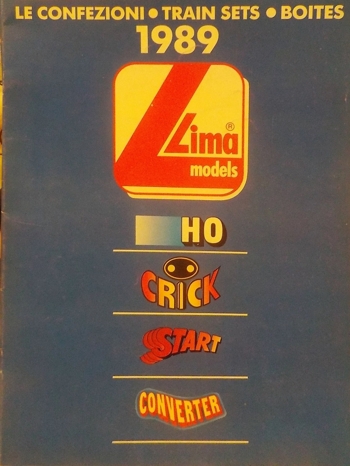 LE CONFEZIONI • TRAIN SETS • BOITES
1989
Lima®
models
HO
CRICK
START
CONVERTER